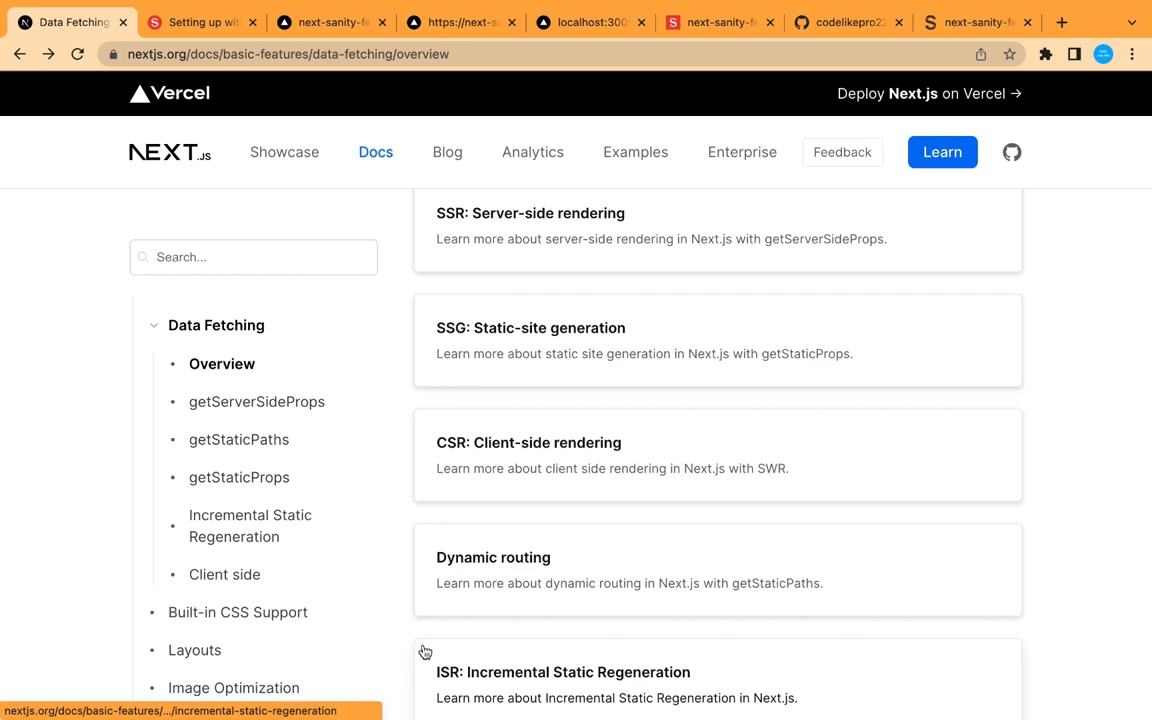 Data Fetching
Setting up wit
next-sanity-fe
https://next-s
localhost:300
next-sanity-fe
codelikepro22
next-sanity-fe
nextjs.org/docs/basic-features/data-fetching/overview
Vercel
Deploy Next.js on Vercel →
NEXT.JS
Showcase
Docs
Blog
Analytics
Examples
Enterprise
Feedback
Learn
Search...
Data Fetching
Overview
getServerSideProps
getStaticPaths
getStaticProps
Incremental Static
Regeneration
Client side
Built-in CSS Support
Layouts
Image Optimization
SSR: Server-side rendering
Learn more about server-side rendering in Next.js with getServerSideProps.
SSG: Static-site generation
Learn more about static site generation in Next.js with getStaticProps.
CSR: Client-side rendering
Learn more about client side rendering in Next.js with SWR.
Dynamic routing
Learn more about dynamic routing in Next.js with getStaticPaths.
ISR: Incremental Static Regeneration
Learn more about Incremental Static Regeneration in Next.js.
nextjs.org/docs/basic-features/.../incremental-static-regeneration